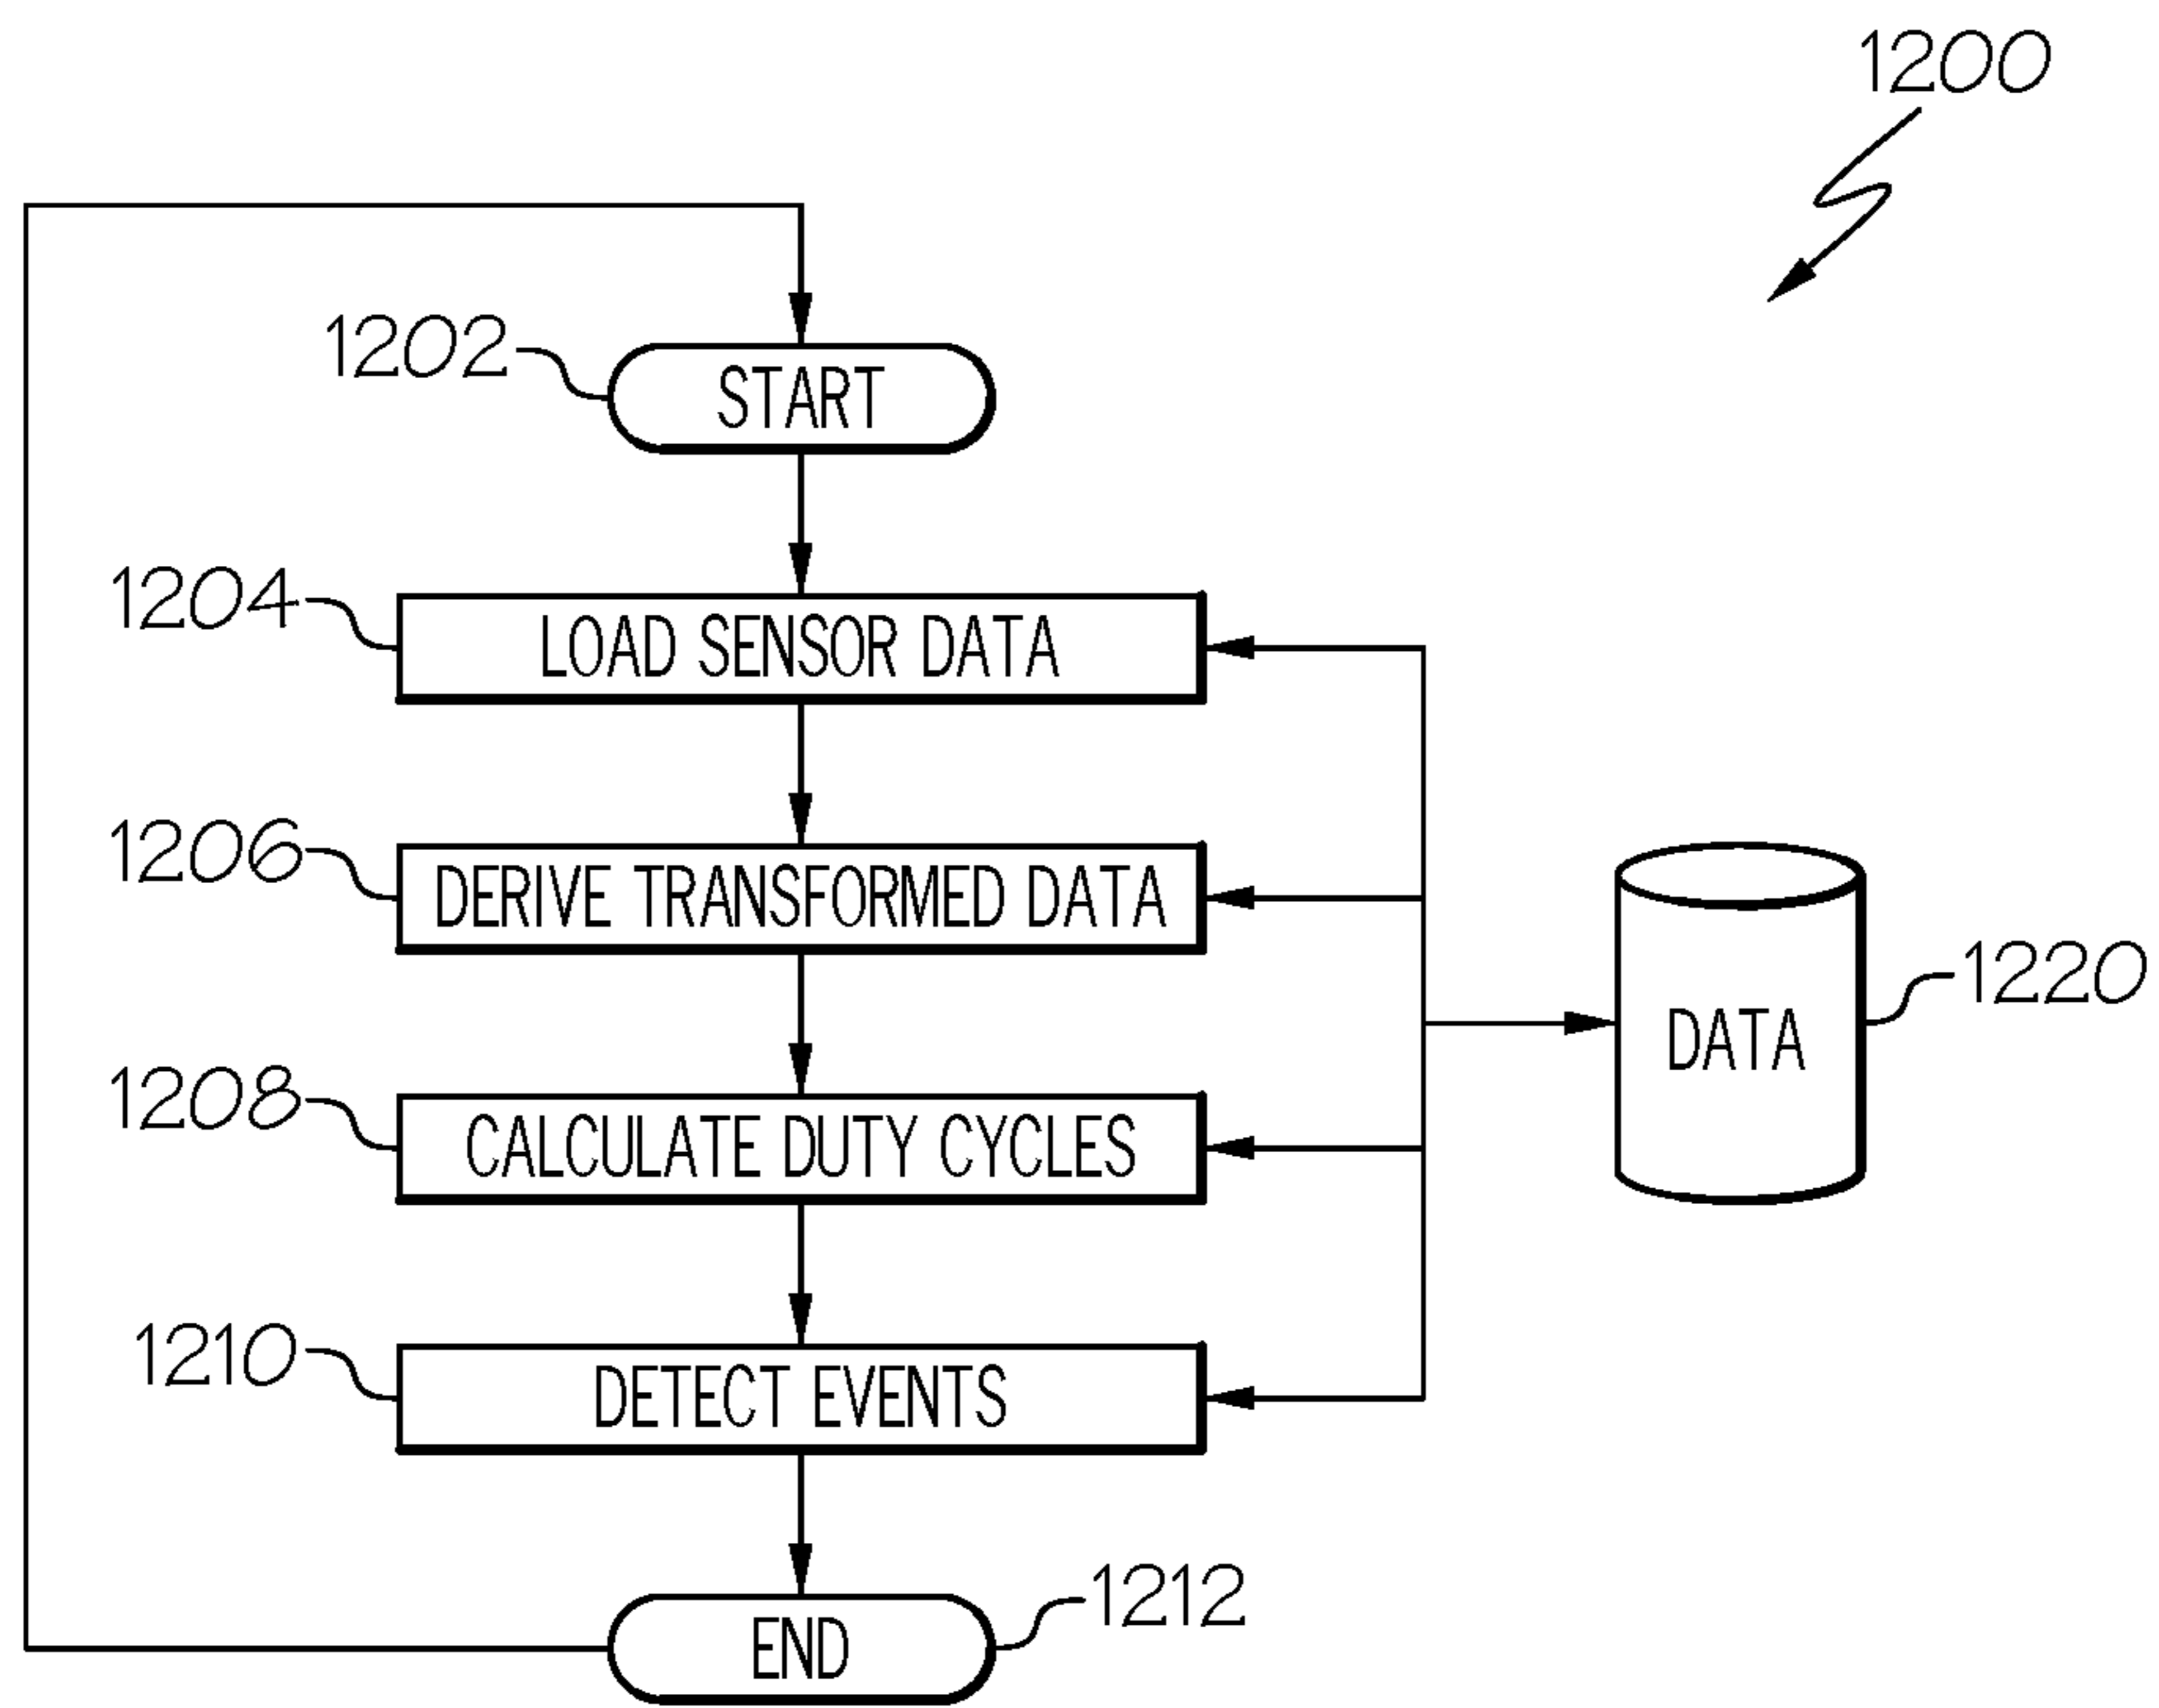 1200
1202
START
1204
LOAD SENSOR DATA
1206
DERIVE TRANSFORMED DATA
1220
DATA
1208
CALCULATE DUTY CYCLES
1210
DETECT EVENTS
1212
END